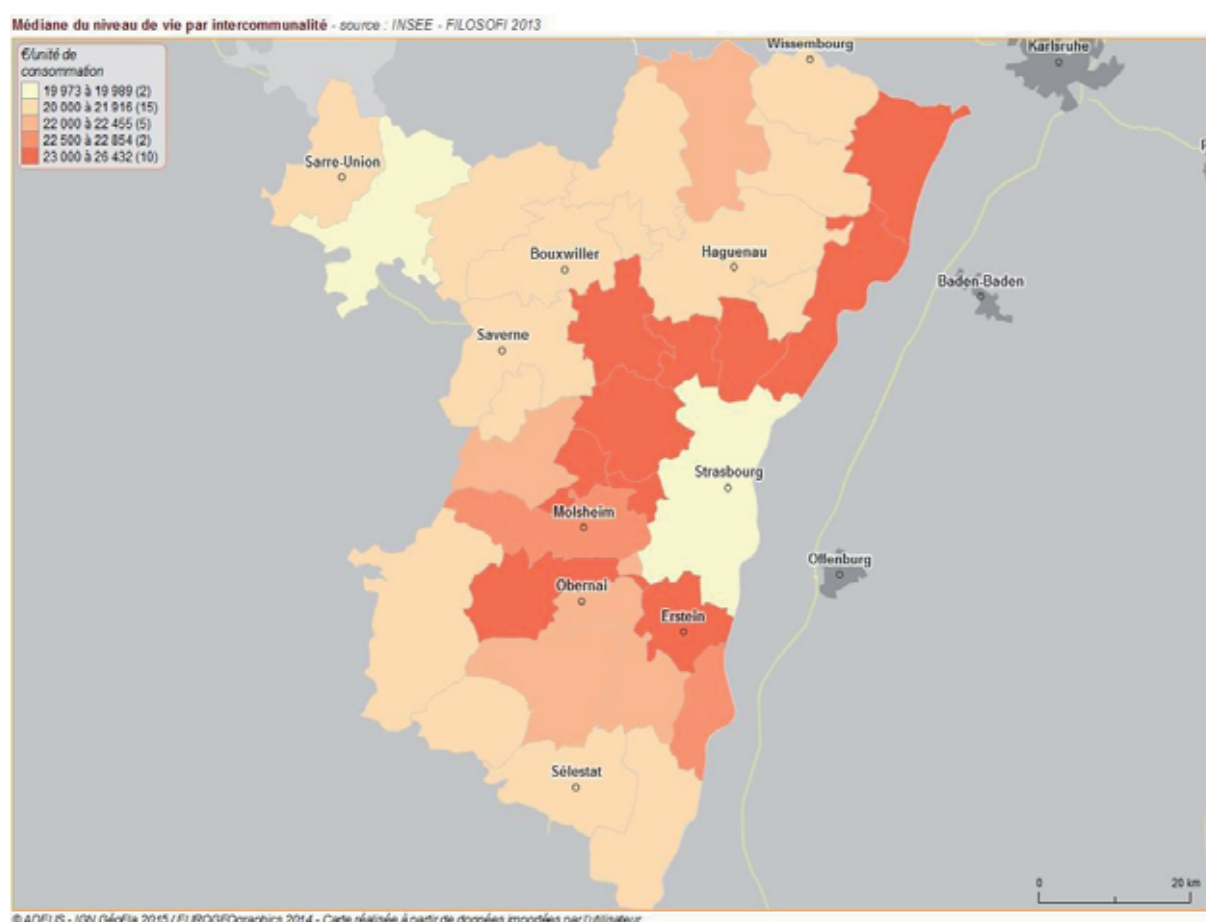 Médiane du niveau de vie par intercommunalité - source : INSEE - FILOSOFI 2013
€/unité de
consommation
19 973 à 19 989 (2)
20 000 à 21 916 (15)
22 000 à 22 455 (5)
22 500 à 22 854 (2)
23 000 à 26 432 (10)
Wissembourg
Karlsruhe
Sarre-Union
Bouxwiller
Haguenau
Baden-Baden
Saverne
Strasbourg
Molsheim
Offenburg
Obernai
Erstein
Sélestat
0
20 km
© ADEUS - IGN GéoFla 2015 / EUROGEOgraphics 2014 - Carte réalisée à partir de données importées par l'utilisateur